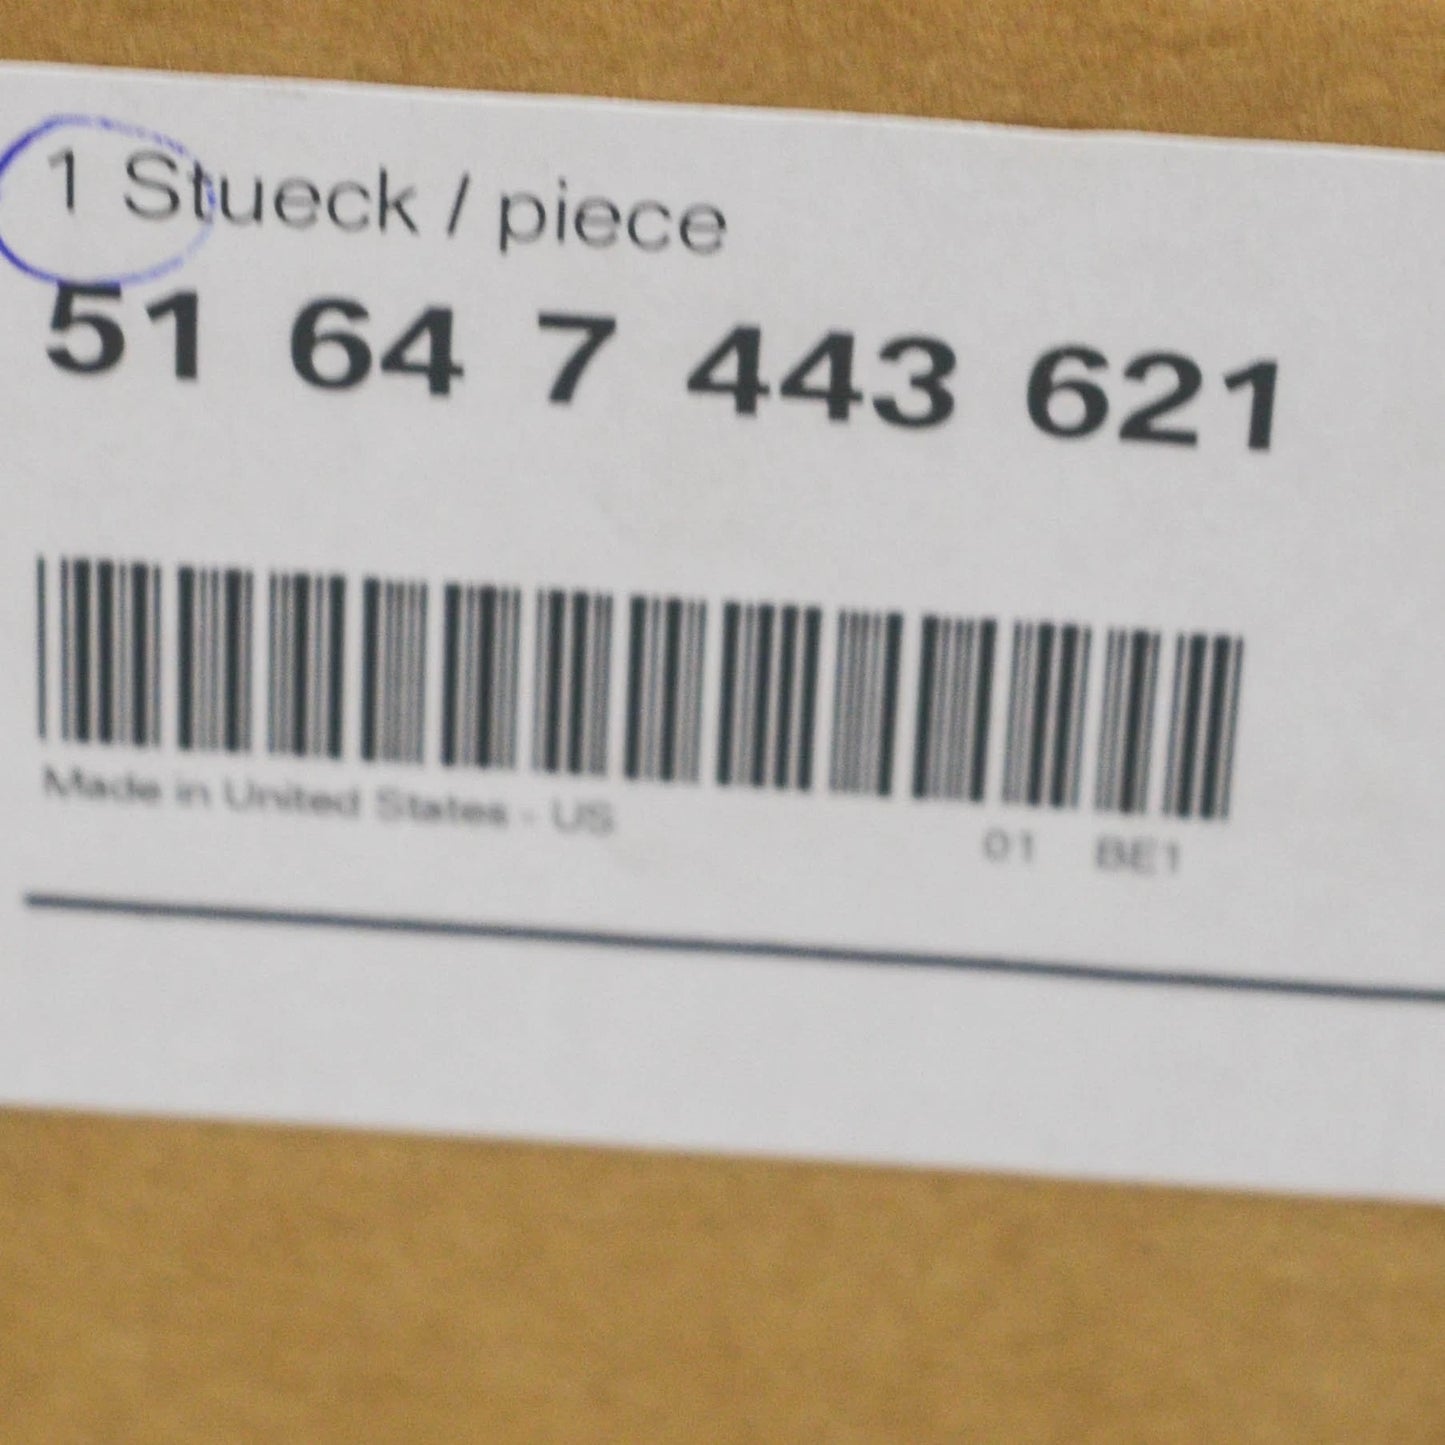 1 Stueck / piece
51 64 7 443 621
Made in United States - US
01 BE1